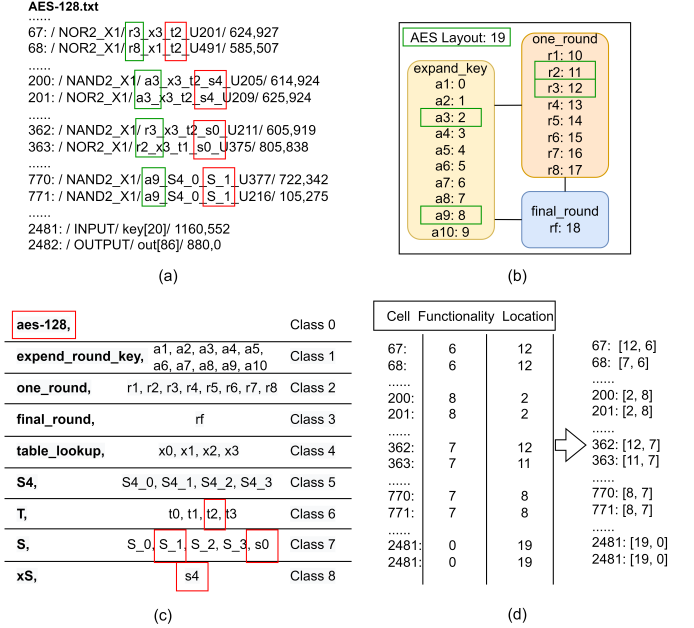 AES-128.txt
......
67: / NOR2_X1/ r3_x3_t2_U201/ 624,927
68: / NOR2_X1/ r8_x1_t2_U491/ 585,507
......
200: / NAND2_X1/ a3_x3_t2_s4_U205/ 614,924
201: / NOR2_X1/ a3_x3_t2_s4_U209/ 625,924
......
362: / NAND2_X1/ r3_x3_t2_s0_U211/ 605,919
363: / NOR2_X1/ r2_x3_t1_s0_U375/ 805,838
......
770: / NAND2_X1/ a9_S4_0_S_1_U377/ 722,342
771: / NAND2_X1/ a9_S4_0_S_1_U216/ 105,275
......
2481: / INPUT/ key[20]/ 1160,552
2482: / OUTPUT/ out[86]/ 880,0
(a)
AES Layout: 19
expand_key
a1: 0
a2: 1
a3: 2
a4: 3
a5: 4
a6: 5
a7: 6
a8: 7
a9: 8
a10: 9
one_round
r1: 10
r2: 11
r3: 12
r4: 13
r5: 14
r6: 15
r7: 16
r8: 17
final_round
rf: 18
(b)
aes-128, Class 0
expend_round_key, a1, a2, a3, a4, a5, Class 1
a6, a7, a8, a9, a10
one_round, r1, r2, r3, r4, r5, r6, r7, r8 Class 2
final_round, rf Class 3
table_lookup, x0, x1, x2, x3 Class 4
S4, S4_0, S4_1, S4_2, S4_3 Class 5
T, t0, t1, t2, t3 Class 6
S, S_0, S_1, S_2, S_3, s0 Class 7
xS, s4 Class 8
(c)
Cell Functionality Location
67: 6 12 67: [12, 6]
68: 6 12 68: [7, 6]
...... ......
200: 8 2 200: [2, 8]
201: 8 2 201: [2, 8]
...... ......
362: 7 12 362: [12, 7]
363: 7 11 363: [11, 7]
...... ......
770: 7 8 770: [8, 7]
771: 7 8 771: [8, 7]
...... ......
2481: 0 19 2481: [19, 0]
2481: 0 19 2481: [19, 0]
(d)